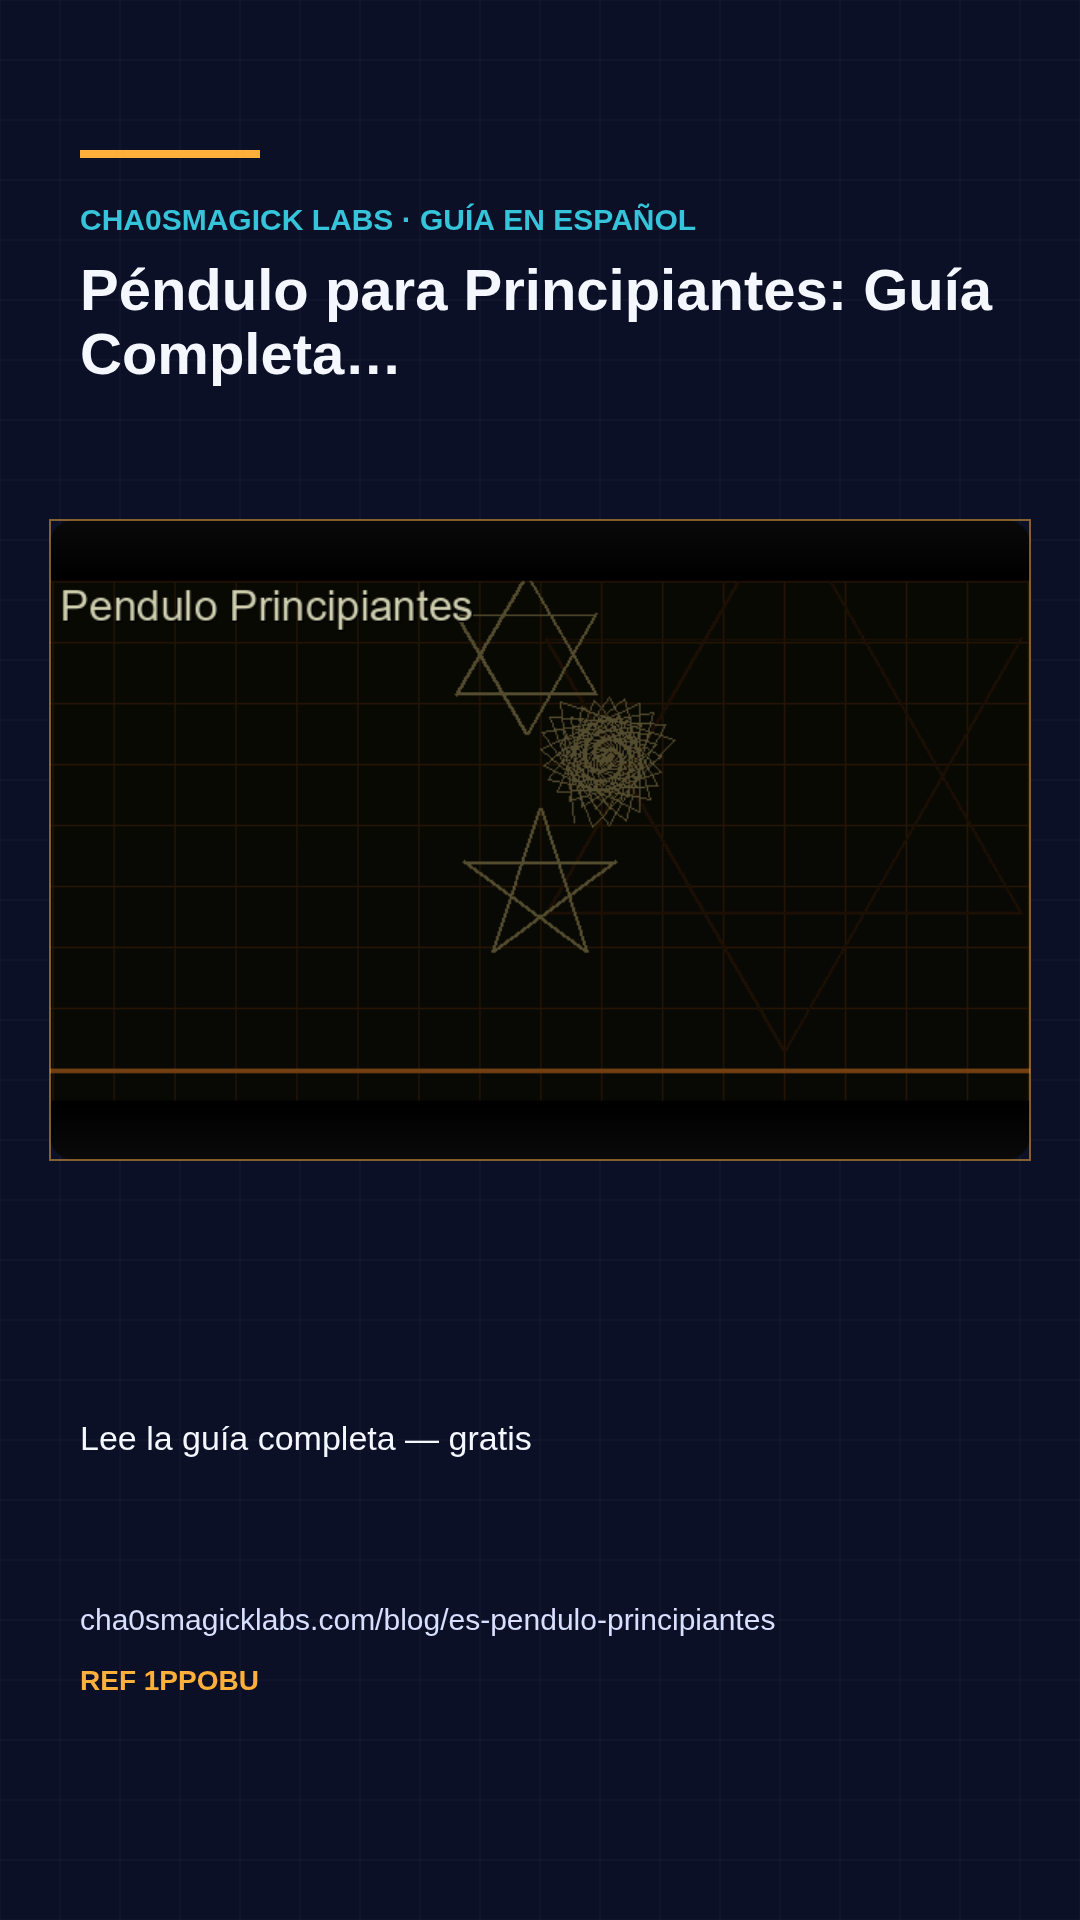 CHA0SMAGICK LABS · GUÍA EN ESPAÑOL
Péndulo para Principiantes: Guía
Completa…
Pendulo Principiantes
Lee la guía completa — gratis
cha0smagicklabs.com/blog/es-pendulo-principiantes
REF 1PPOBU